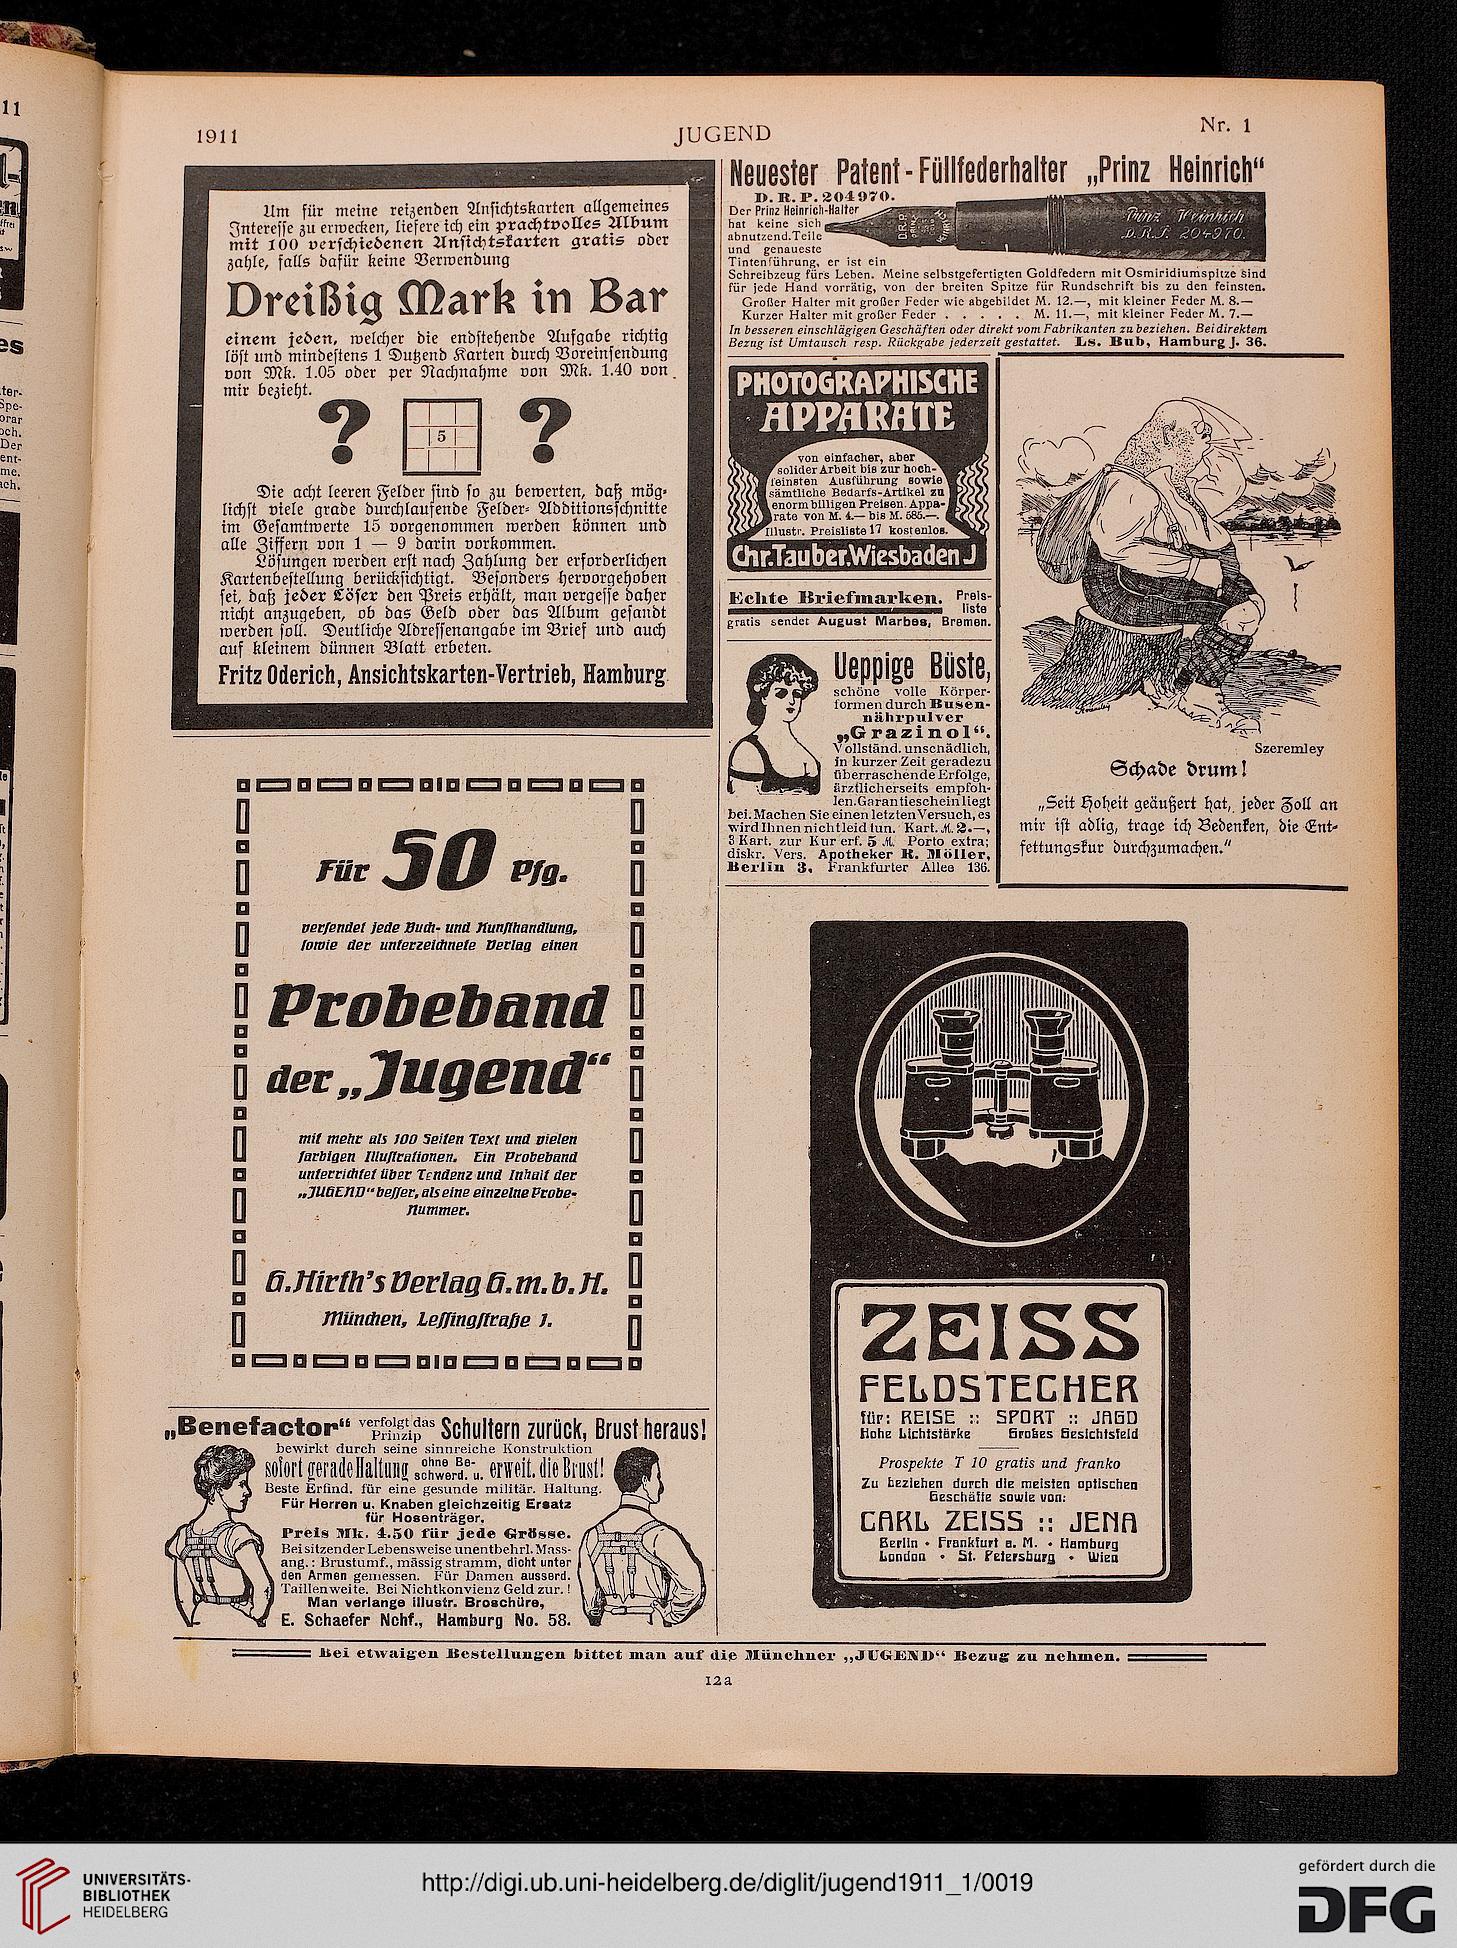 1911
JUGEND
Nr. 1
Um für meine reizenden Ansichtskarten allgemeines
Interesse zu erwecken, liefere ich ein prachtvolles Album
mit 100 verschiedenen Ansichtskarten gratis oder
zahle, falls dafür keine Verwendung
Dreißig Mark in Bar
einem jeden, welcher die endstehende Aufgabe richtig
löst und mindestens 1 Dutzend Karten durch Voreinsendung
von Mk. 1.05 oder per Nachnahme von Mk. 1.40 von
mir bezieht.
? 5 ?
Die acht leeren Felder sind so zu bewerten, daß mög-
lichst viele grade durchlaufende Felder- Additionsschnitte
im Gesamtwerte 15 vorgenommen werden können und
alle Ziffern von 1 — 9 darin vorkommen.
Lösungen werden erst nach Zahlung der erforderlichen
Kartenbestellung berücksichtigt. Besonders hervorgehoben
sei, daß jeder Löser den Preis erhält, man vergesse daher
nicht anzugeben, ob das Geld oder das Album gesandt
werden soll. Deutliche Adressenangabe im Brief und auch
auf kleinem dünnen Blatt erbeten.
Fritz Oderich, Ansichtskarten-Vertrieb, Hamburg
Für 50 Pfg.
versendet jede Buch- und Kunsthandlung,
sowie der unterzeichnete Verlag einen
Probeband
der „Jugend“
mit mehr als 100 Seiten Text und vielen
farbigen Illustrationen. Ein Probeband
unterrichtet über Tendenz und Inhalt der
„JUGEND“ besser, als eine einzelne Probe-
Nummer.
G. Hirth's Verlag G.m.b.H.
München, Lessingstraße 1.
„Benefactor“ verfolgt das Prinzip Schultern zurück, Brust heraus!
bewirkt durch seine sinnreiche Konstruktion
sofort gerade Haltung ohne Be- schwerd. u. erweit. die Brust!
Beste Erfind. für eine gesunde militär. Haltung.
Für Herren u. Knaben gleichzeitig Ersatz
für Hosenträger.
Preis Mk. 4.50 für jede Grösse.
Bei sitzender Lebensweise unentbehrl. Mass-
ang.: Brustumf., mässig stramm, dicht unter
den Armen gemessen. Für Damen ausserd.
Taillenweite. Bei Nichtkonvienz Geld zur.!
Man verlange illustr. Broschüre,
E. Schaefer Nchf., Hamburg No. 58.
Neuester Patent-Füllfederhalter „Prinz Heinrich“
D. R. P. 204970.
Der Prinz Heinrich-Halter
hat keine sich
abnutzend. Teile
und genaueste
Tintenführung, er ist ein
Prinz Heinrich
D.R.P. 204970.
Schreibzeug fürs Leben. Meine selbstgefertigten Goldfedern mit Osmiridiumspitze sind
für jede Hand vorrätig, von der breiten Spitze für Rundschrift bis zu den feinsten.
Großer Halter mit großer Feder wie abgebildet M. 12.—, mit kleiner Feder M. 8.—
Kurzer Halter mit großer Feder . . . . . M. 11.—, mit kleiner Feder M. 7.—
In besseren einschlägigen Geschäften oder direkt vom Fabrikanten zu beziehen. Bei direktem
Bezug ist Umtausch resp. Rückgabe jederzeit gestattet. Ls. Bub, Hamburg J. 36.
PHOTOGRAPHISCHE
APPARATE
von einfacher, aber
solider Arbeit bis zur hoch-
feinsten Ausführung sowie
sämtliche Bedarfs-Artikel zu
enorm billigen Preisen. Appa-
rate von M. 4.— bis M. 585.—.
Illustr. Preisliste 17 kostenlos.
Chr. Tauber. Wiesbaden J
Echte Briefmarken. Preis-
liste
gratis sendet August Marbes, Bremen.
Ueppige Büste,
schöne volle Körper-
formen durch Busen-
nährpulver
„Grazinol“.
Vollständ. unschädlich,
in kurzer Zeit geradezu
überraschende Erfolge,
ärztlicherseits empfoh-
len. Garantieschein liegt
bei. Machen Sie einen letzten Versuch, es
wird Ihnen nicht leid tun. Kart. M. 2.—,
3 Kart. zur Kur erf. 5 M. Porto extra;
diskr. Vers. Apotheker R. Möller,
Berlin 3, Frankfurter Allee 136.
Szeremley
Schade drum!
„Seit Hoheit geäußert hat, jeder Zoll an
mir ist adlig, trage ich Bedenken, die Ent-
fettungskur durchzumachen.“
ZEISS
FELDSTECHER
für: REISE :: SPORT :: JAGD
Hohe Lichtstärke Großes Gesichtsfeld
Prospekte T 10 gratis und franko
Zu beziehen durch die meisten optischen
Geschäfte sowie von:
CARL ZEISS :: JENA
Berlin • Frankfurt a. M. • Hamburg
London • St. Petersburg • Wien
Bei etwaigen Bestellungen bittet man auf die Münchner „JUGEND“ Bezug zu nehmen.
12a
UNIVERSITÄTS-
BIBLIOTHEK
HEIDELBERG
http://digi.ub.uni-heidelberg.de/diglit/jugend1911_1/0019
gefördert durch die
DFG